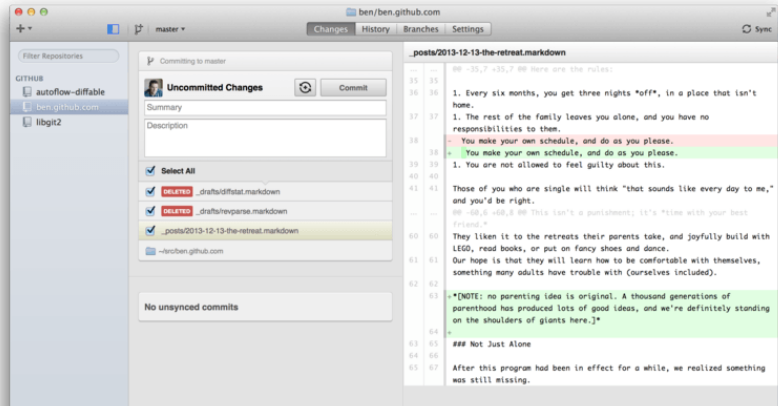 ben/ben.github.com
master
Changes
History
Branches
Settings
Sync
Filter Repositories
GITHUB
autoflow-diffable
ben.github.com
libgit2
Committing to master
Uncommitted Changes
Commit
Summary
Description
Select All
DELETED _drafts/diffstat.markdown
DELETED _drafts/revparse.markdown
_posts/2013-12-13-the-retreat.markdown
~/src/ben.github.com
No unsynced commits
_posts/2013-12-13-the-retreat.markdown
... ... @@ -35,7 +35,7 @@ Here are the rules:
35 35
36 36 1. Every six months, you get three nights *off*, in a place that isn't
home.
37 37 1. The rest of the family leaves you alone, and you have no
responsibilities to them.
38 - You make your own schedule, and do as you please.
38 + You make your own schedule, and do as you please.
39 39 1. You are not allowed to feel guilty about this.
40 40
41 41 Those of you who are single will think "that sounds like every day to me,"
and you'd be right.
... ... @@ -60,6 +60,8 @@ This isn't a punishment; it's *time with your best
friend.*
60 60 They liken it to the retreats their parents take, and joyfully build with
LEGO, read books, or put on fancy shoes and dance.
61 61 Our hope is that they will learn how to be comfortable with themselves,
something many adults have trouble with (ourselves included).
62 62
63 +*[NOTE: no parenting idea is original. A thousand generations of
parenthood has produced lots of good ideas, and we're definitely standing
on the shoulders of giants here.]*
64 +
63 65 ### Not Just Alone
64 66
65 67 After this program had been in effect for a while, we realized something
was still missing.